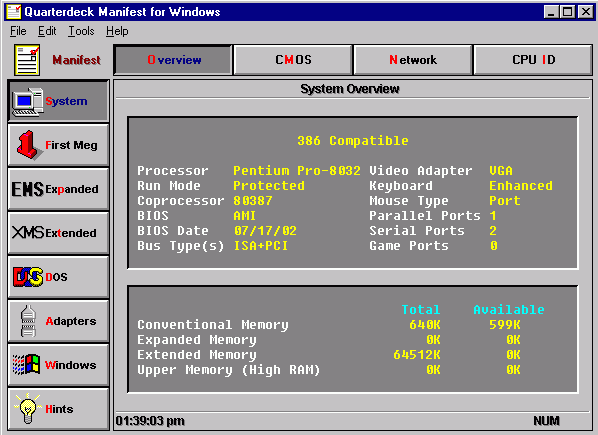 Quarterdeck Manifest for Windows
File Edit Tools Help
Manifest
Overview CMOS Network CPU ID
System
First Meg
EMS Expanded
XMS Extended
DOS DOS
Adapters
Windows
Hints
System Overview
386 Compatible
Processor Pentium Pro-8032 Video Adapter VGA
Run Mode Protected Keyboard Enhanced
Coprocessor 80387 Mouse Type Port
BIOS AMI Parallel Ports 1
BIOS Date 07/17/02 Serial Ports 2
Bus Type(s) ISA+PCI Game Ports 0
Total Available
Conventional Memory 640K 599K
Expanded Memory 0K 0K
Extended Memory 64512K 0K
Upper Memory (High RAM) 0K 0K
01:39:03 pm NUM